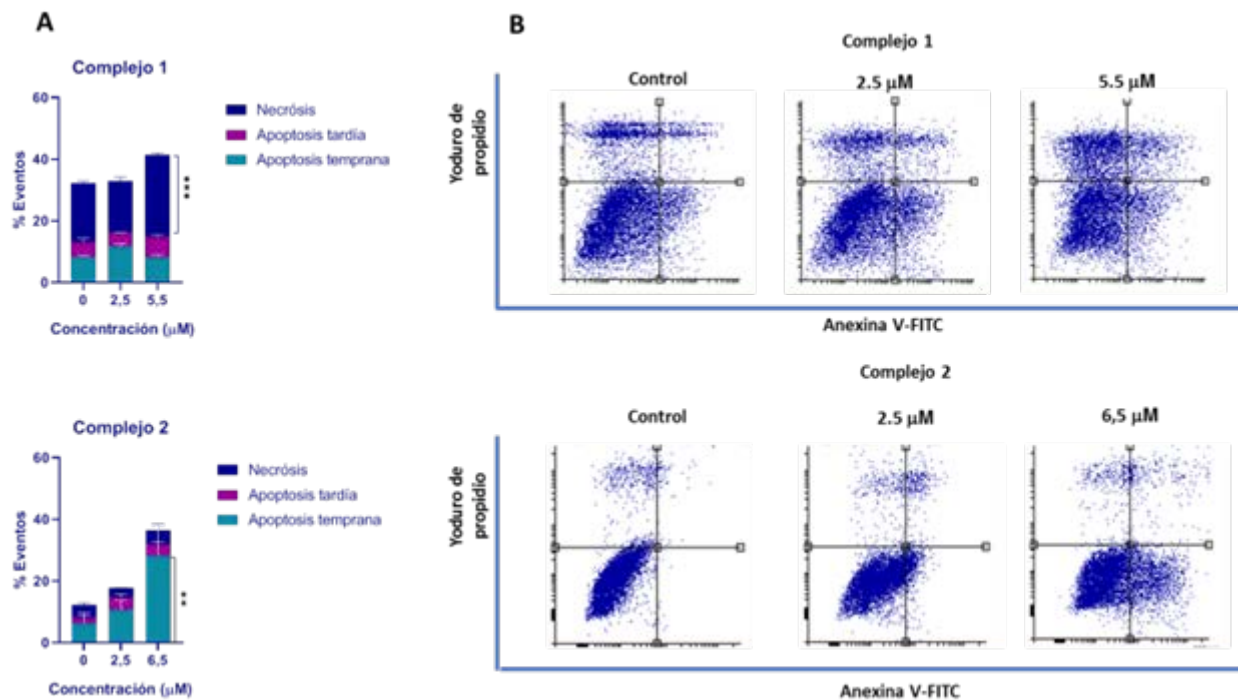 A
Complejo 1
60
40
20
0
% Eventos
***
0 2,5 5,5
Concentración (µM)
Necrósis
Apoptosis tardía
Apoptosis temprana
B
Complejo 1
Control
2.5 µM
5.5 µM
Yoduro de
propidio
Anexina V-FITC
Complejo 2
60
40
20
0
% Eventos
**
0 2,5 6,5
Concentración (µM)
Necrósis
Apoptosis tardía
Apoptosis temprana
Complejo 2
Control
2.5 µM
6,5 µM
Yoduro de
propidio
Anexina V-FITC